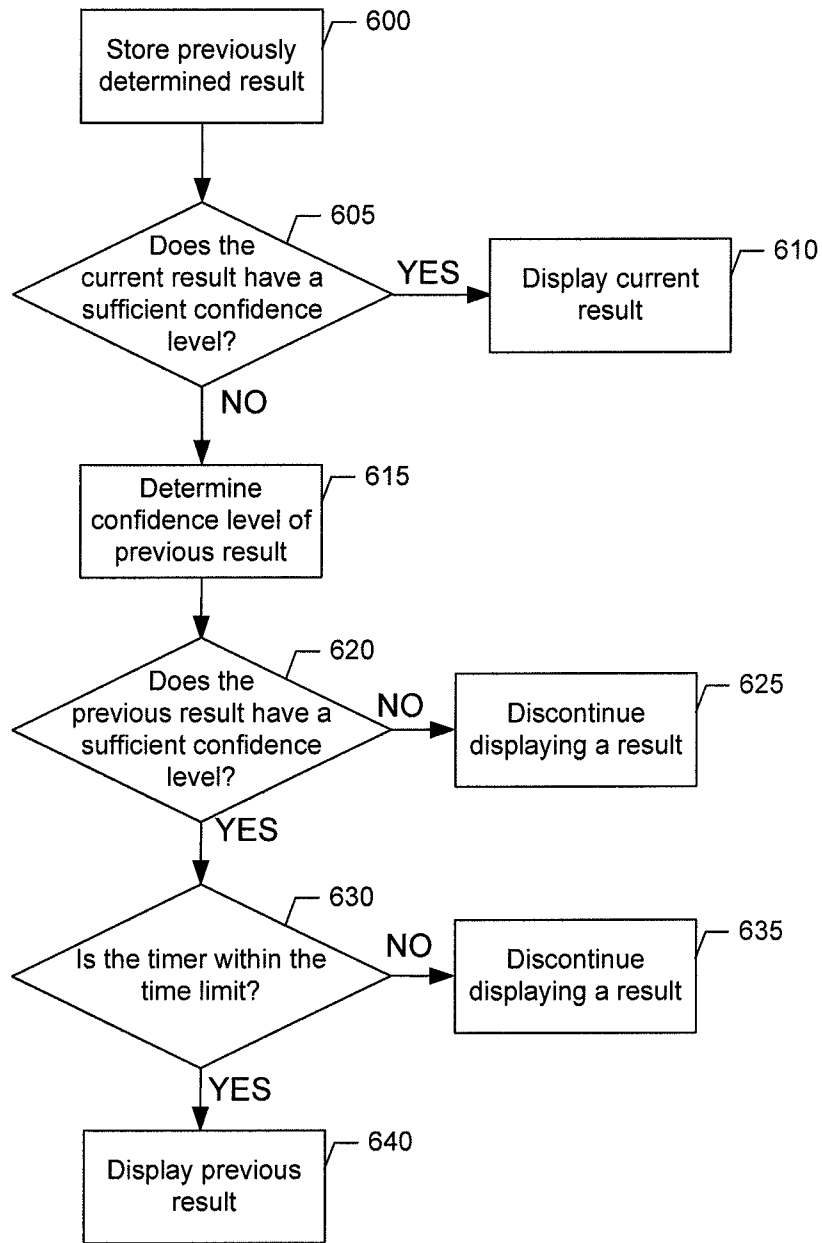 Store previously
determined result
600
605
Does the
current result have a
sufficient confidence
level?
YES
Display current
result
610
NO
Determine
confidence level of
previous result
615
620
Does the
previous result have a
sufficient confidence
level?
NO
Discontinue
displaying a result
625
YES
630
Is the timer within the
time limit?
NO
Discontinue
displaying a result
635
YES
Display previous
result
640